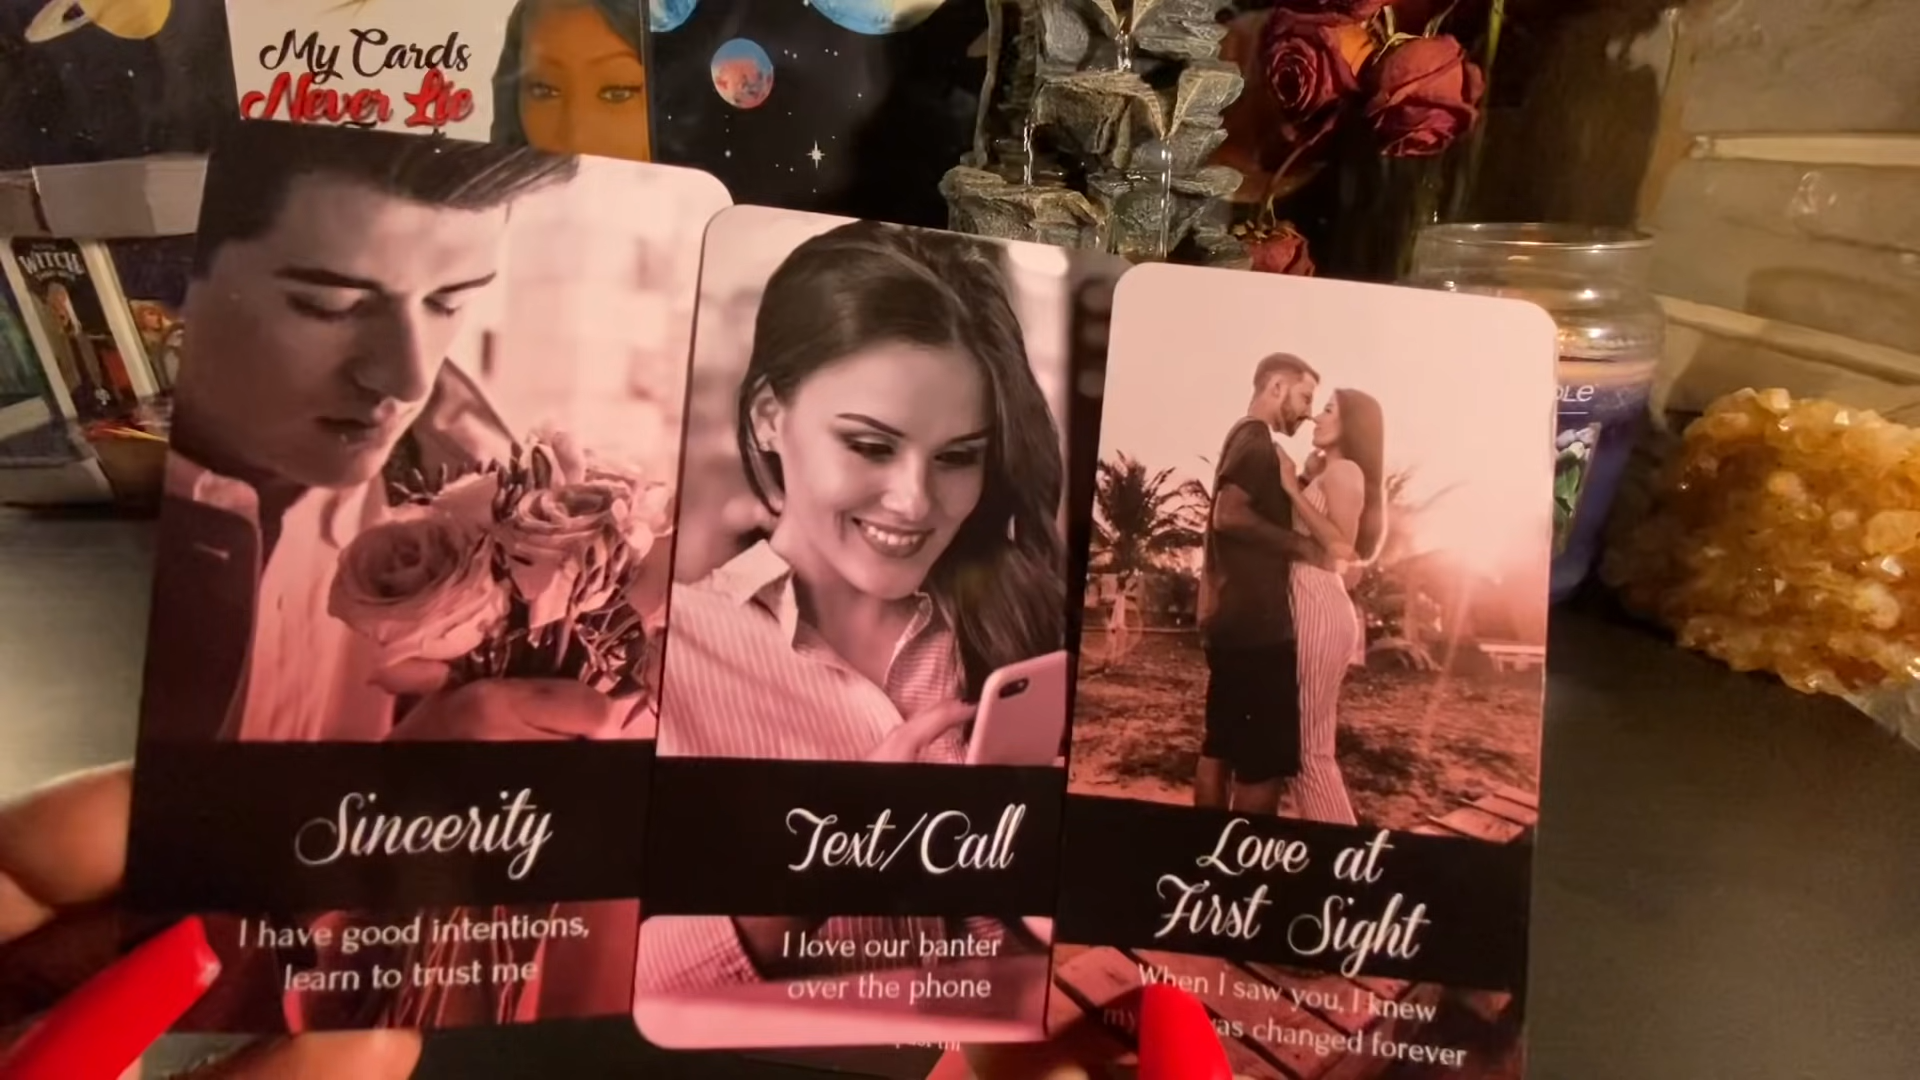 My Cards
Never Lie
WITCH
Sincerity
I have good intentions,
learn to trust me
Text/Call
I love our banter
over the phone
Love at
First Sight
When I saw you, I knew
was changed forever